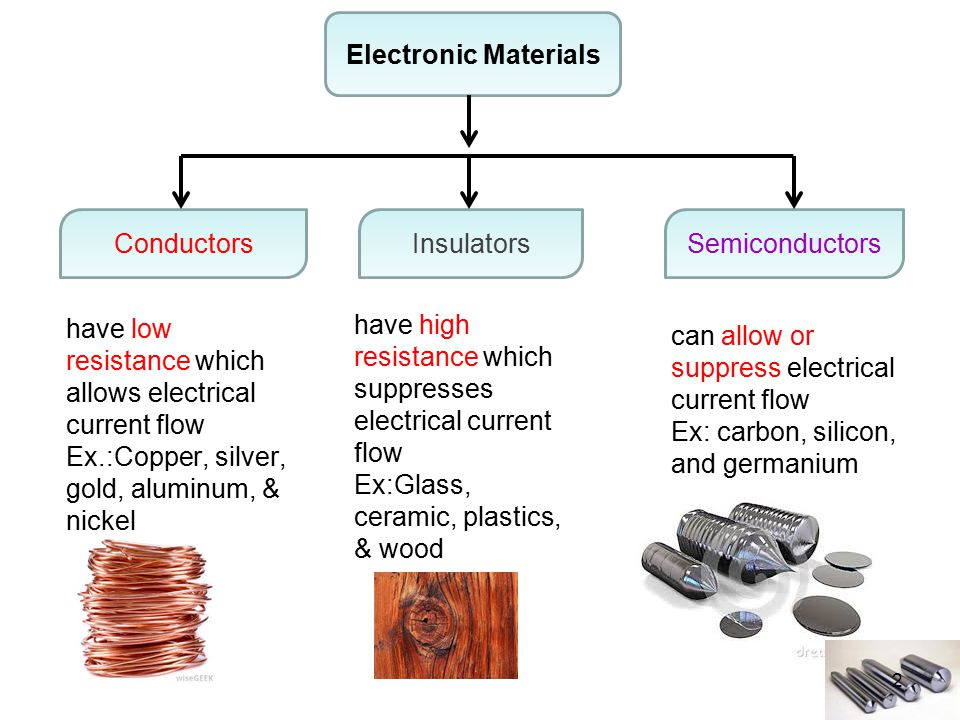 Electronic Materials
Conductors
Insulators
Semiconductors
have low
resistance which
allows electrical
current flow
Ex.:Copper, silver,
gold, aluminum, &
nickel
have high
resistance which
suppresses
electrical current
flow
Ex:Glass,
ceramic, plastics,
& wood
can allow or
suppress electrical
current flow
Ex: carbon, silicon,
and germanium
wiseGEEK
2